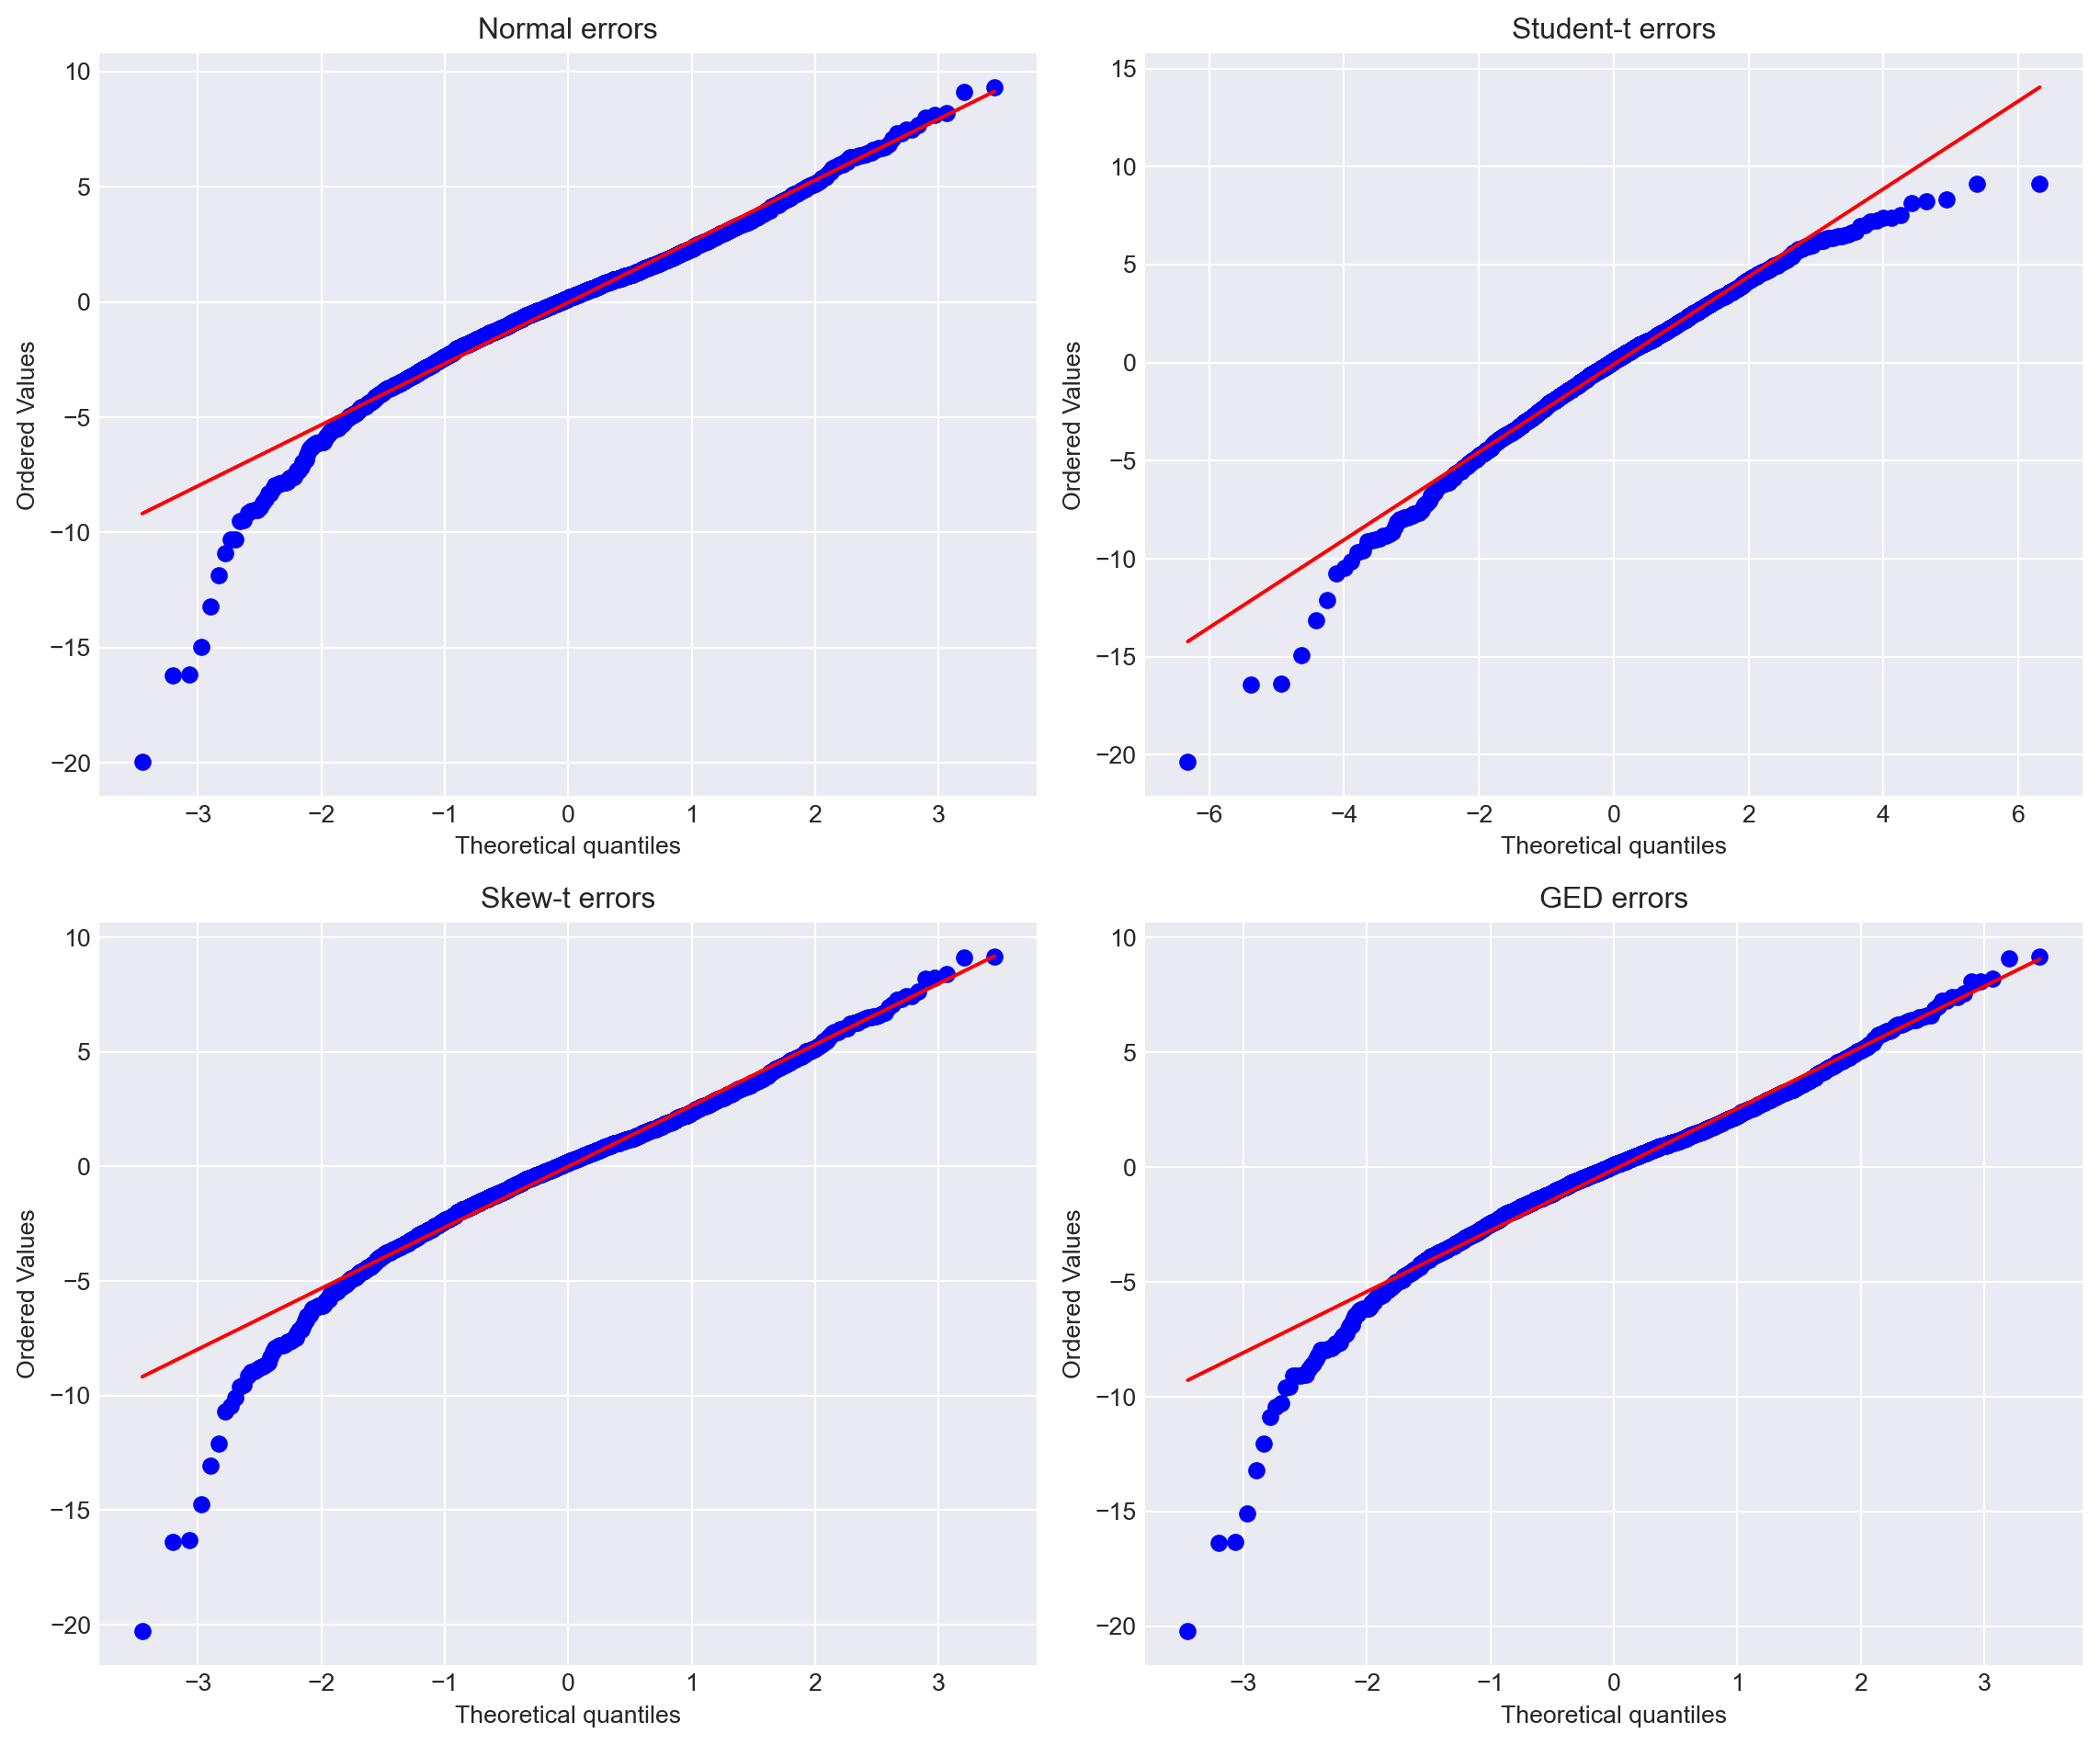 Normal errors
10
5
0
−5
−10
−15
−20
Ordered Values
−3 −2 −1 0 1 2 3
Theoretical quantiles
Student-t errors
15
10
5
0
−5
−10
−15
−20
Ordered Values
−6 −4 −2 0 2 4 6
Theoretical quantiles
Skew-t errors
10
5
0
−5
−10
−15
−20
Ordered Values
−3 −2 −1 0 1 2 3
Theoretical quantiles
GED errors
10
5
0
−5
−10
−15
−20
Ordered Values
−3 −2 −1 0 1 2 3
Theoretical quantiles